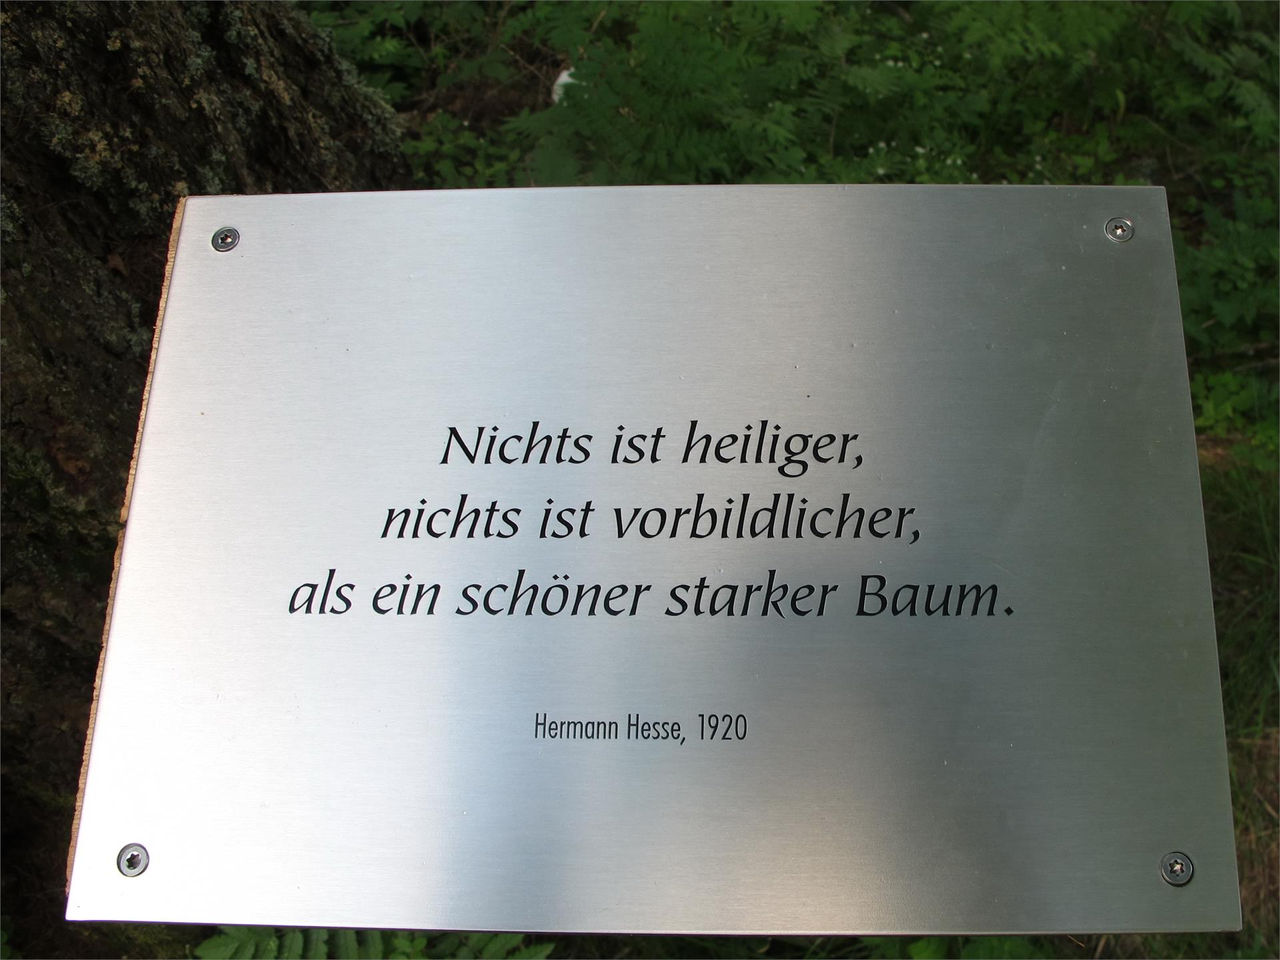 Nichts ist heiliger,
nichts ist vorbildlicher,
als ein schöner starker Baum.
Hermann Hesse, 1920